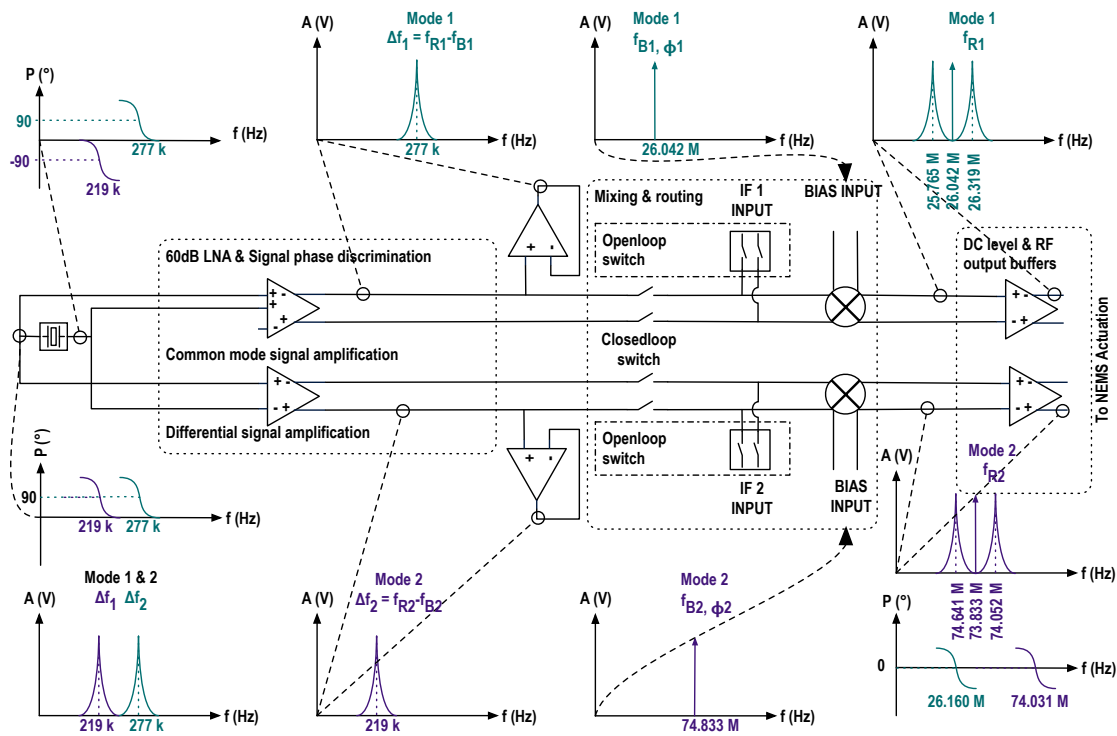 A (V)
Mode 1
Δf1 = fR1-fB1
277 k
f (Hz)
A (V)
Mode 1
fB1, ϕ1
26.042 M
f (Hz)
A (V)
Mode 1
fR1
f (Hz)
25.765 M
26.042 M
26.319 M
P (°)
90
-90
277 k
219 k
f (Hz)
Mixing & routing
IF 1
INPUT
BIAS INPUT
Openloop
switch
60dB LNA & Signal phase discrimination
DC level & RF
output buffers
+ -
+
- +
+ -
Common mode signal amplification
Closedloop
switch
+ -
- +
+ -
- +
+ -
- +
Differential signal amplification
Openloop
switch
+ -
To NEMS Actuation
P (°)
90
219 k
277 k
f (Hz)
IF 2
INPUT
BIAS
INPUT
A (V)
Mode 2
fR2
f (Hz)
74.641 M
73.833 M
74.052 M
A (V)
Mode 1 & 2
Δf1 Δf2
219 k
277 k
f (Hz)
A (V)
Mode 2
Δf2 = fR2-fB2
219 k
f (Hz)
A (V)
Mode 2
fB2, ϕ2
74.833 M
f (Hz)
P (°)
0
26.160 M
74.031 M
f (Hz)